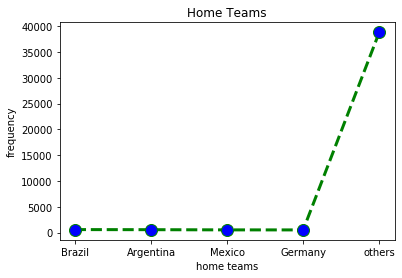 Home Teams
frequency
40000
35000
30000
25000
20000
15000
10000
5000
0
Brazil Argentina Mexico Germany others
home teams